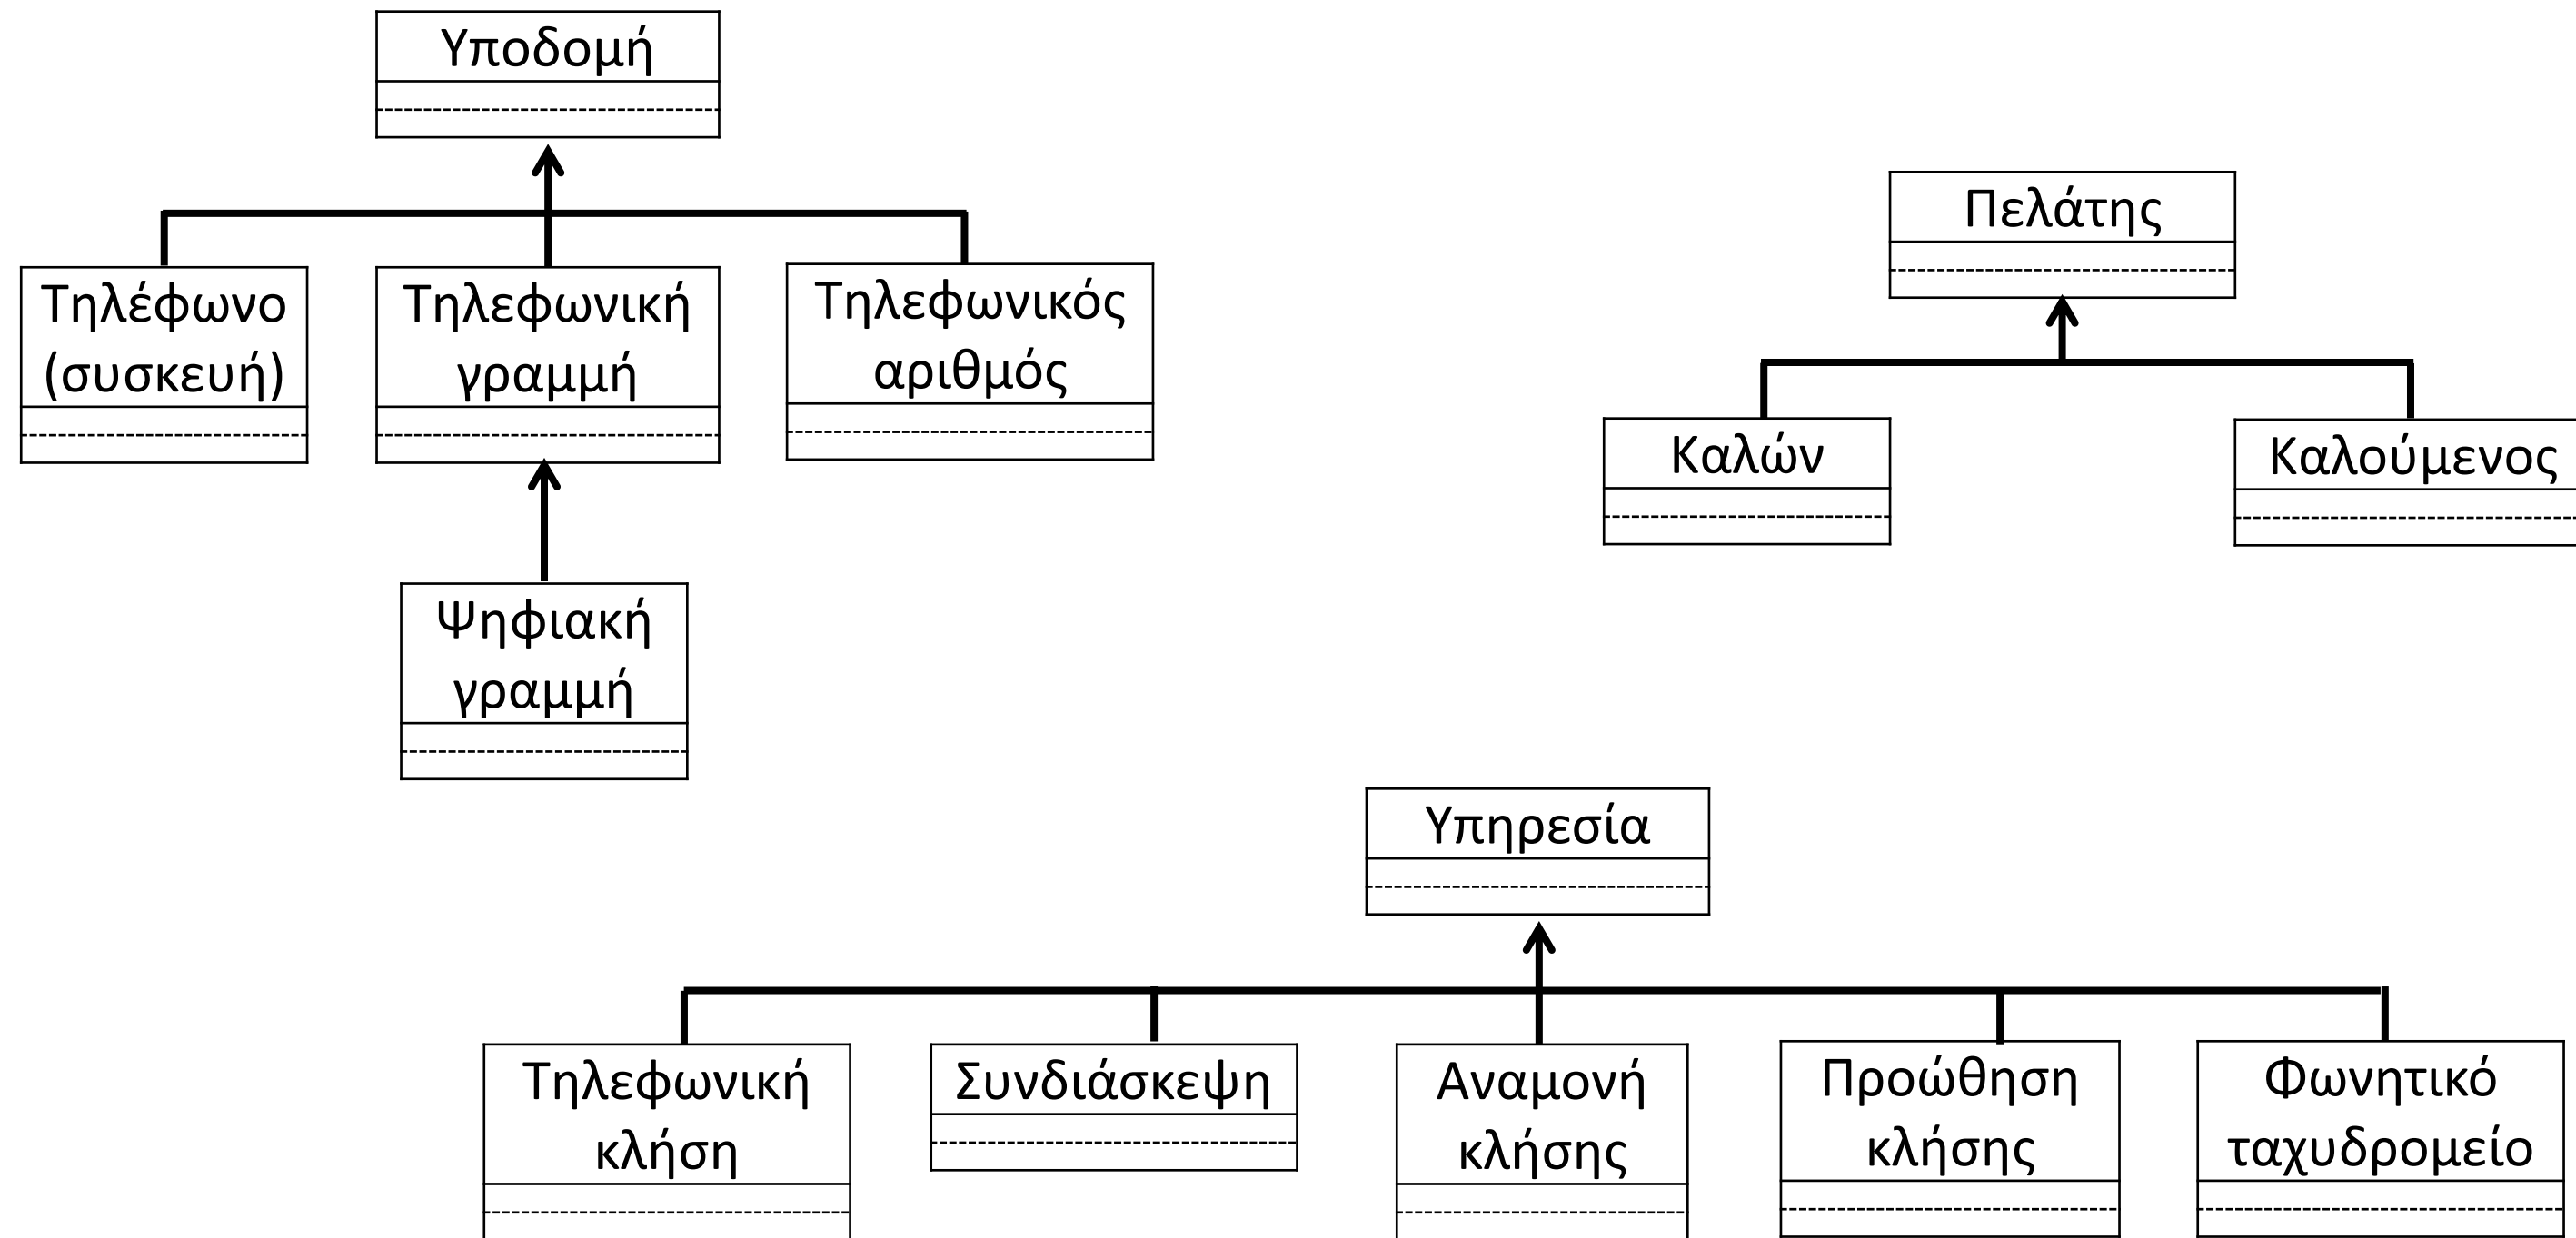 Υποδομή
Πελάτης
Τηλέφωνο
(συσκευή)
Τηλεφωνική
γραμμή
Τηλεφωνικός
αριθμός
Καλών
Καλούμενος
Ψηφιακή
γραμμή
Υπηρεσία
Τηλεφωνική
κλήση
Συνδιάσκεψη
Αναμονή
κλήσης
Προώθηση
κλήσης
Φωνητικό
ταχυδρομείο